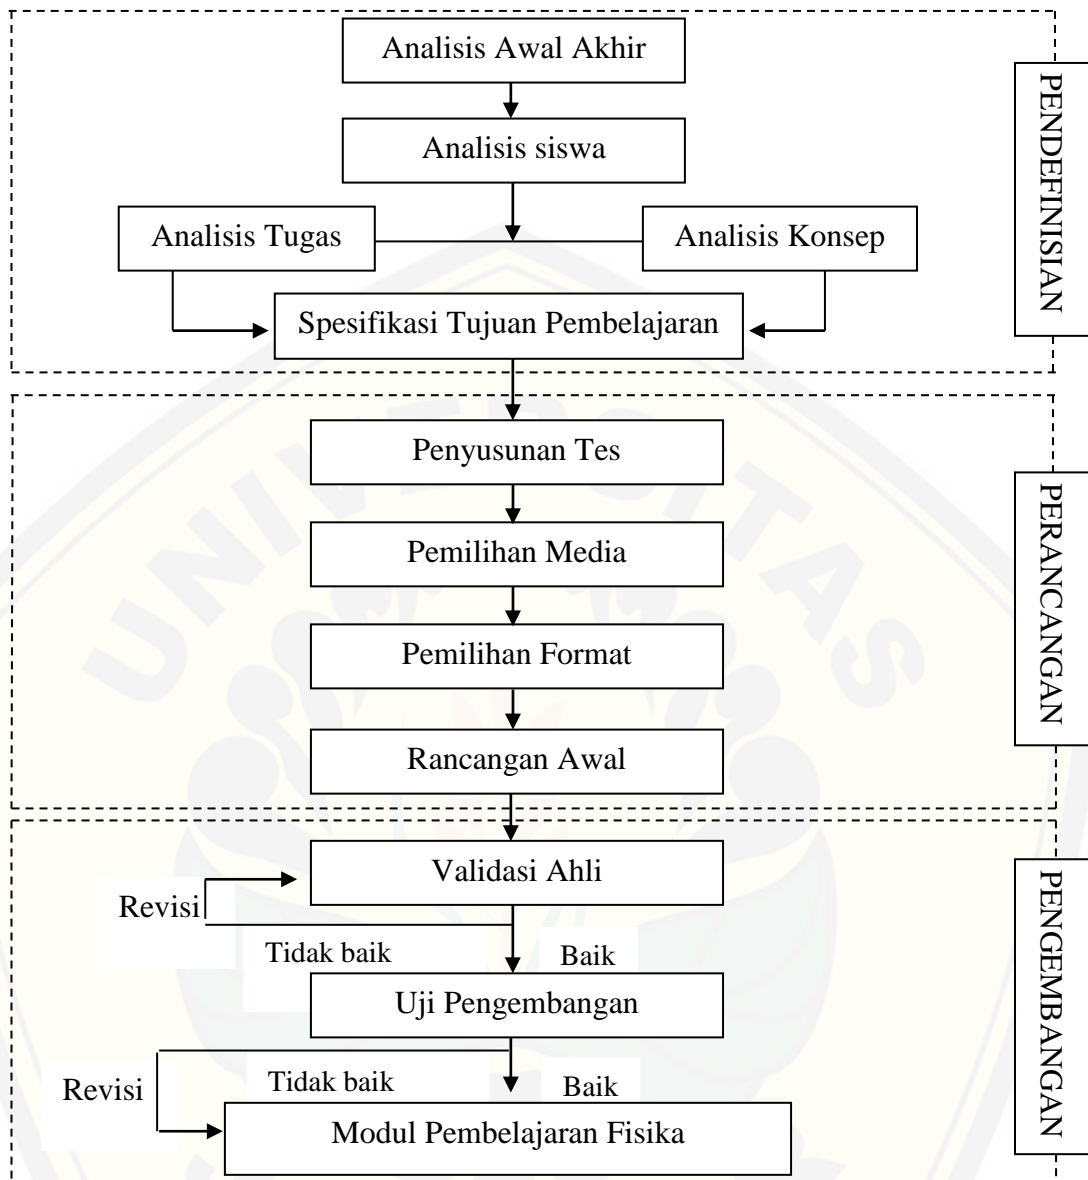 Analisis Awal Akhir
PENDEFINISIAN
Analisis siswa
Analisis Tugas
Analisis Konsep
Spesifikasi Tujuan Pembelajaran
UNIVERSITAS
Penyusunan Tes
PERANCANGAN
Pemilihan Media
Pemilihan Format
Rancangan Awal
Validasi Ahli
PENGEMBANGAN
Revisi
Tidak baik
Baik
Uji Pengembangan
Revisi
Tidak baik
Baik
Modul Pembelajaran Fisika